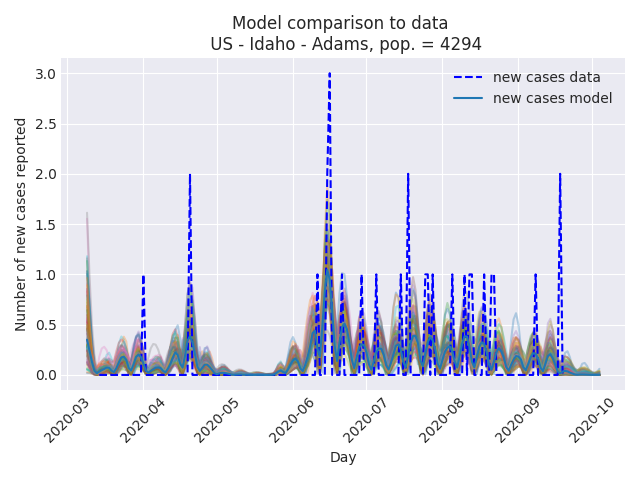 Model comparison to data
US - Idaho - Adams, pop. = 4294
new cases data
new cases model
Number of new cases reported
3.0
2.5
2.0
1.5
1.0
0.5
0.0
2020-03
2020-04
2020-05
2020-06
2020-07
2020-08
2020-09
2020-10
Day